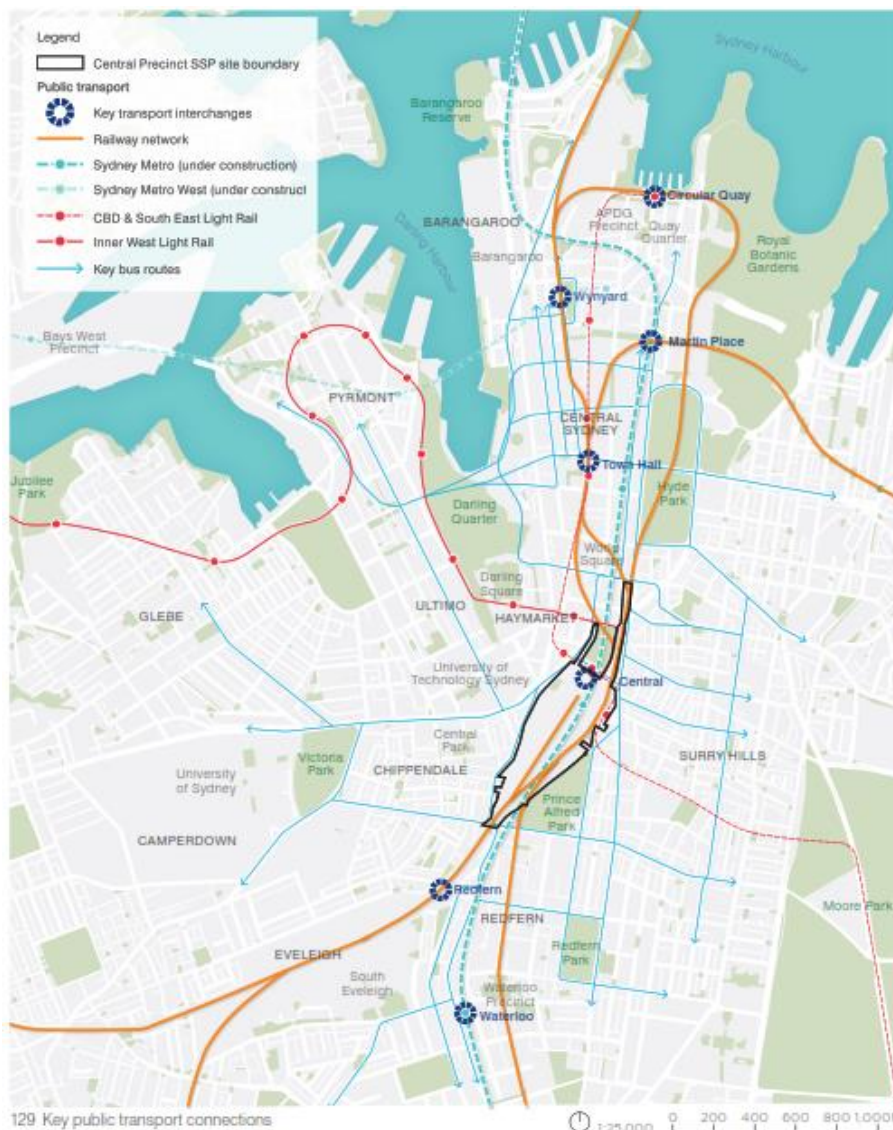 Legend
Central Precinct SSP site boundary
Public transport
Key transport interchanges
Railway network
Sydney Metro (under construction)
Sydney Metro West (under construct
CBD & South East Light Rail
Inner West Light Rail
Key bus routes
Sydney Harbour
Barangaroo
Reserve
Darling Harbour
BARANGAROO
Barangaroo
Circular Quay
APDG
Precinct
Quay
Quarter
Royal
Botanic
Gardens
Wynyard
Martin Place
Bays West
Precinct
PYRMONT
CENTRAL
SYDNEY
Town Hall
Hyde
Park
Jubilee
Park
Darling
Quarter
World
Square
Darling
Square
GLEBE
ULTIMO
HAYMARKET
University of
Technology Sydney
Central
Central
Park
Victoria
Park
CHIPPENDALE
SURRY HILLS
University
of Sydney
Prince
Alfred
Park
CAMPERDOWN
Redfern
REDFERN
Moore Park
EVELEIGH
Redfern
Park
South
Eveleigh
Waterloo
Precinct
Waterloo
129 Key public transport connections
1:25,000
0 200 400 600 800 1,000